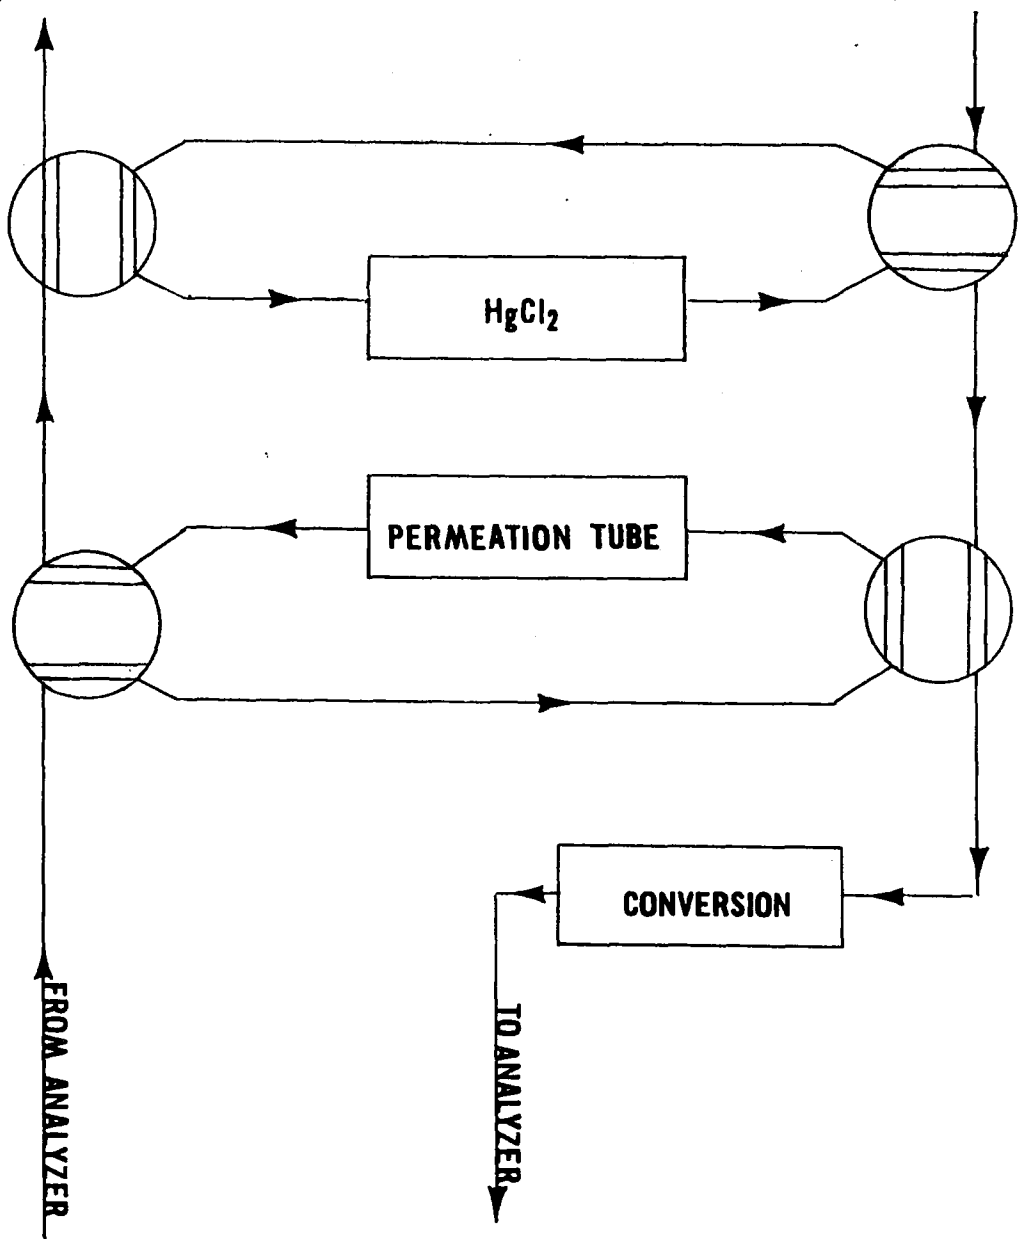 HgCl₂
PERMEATION TUBE
CONVERSION
FROM ANALYZER
TO ANALYZER